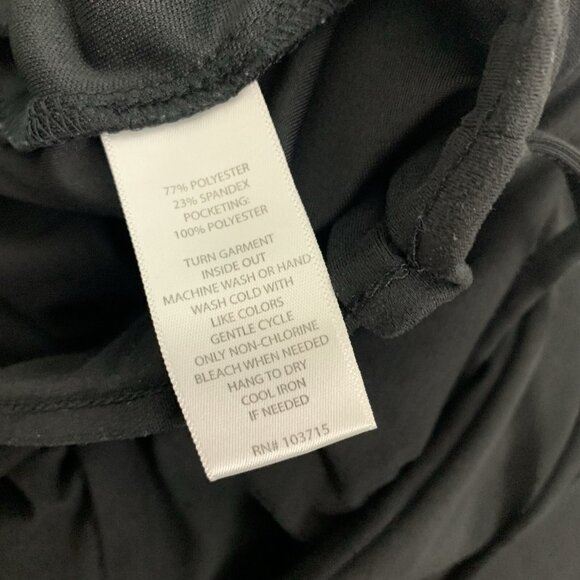 77% POLYESTER
23% SPANDEX
POCKETING:
100% POLYESTER
TURN GARMENT
INSIDE OUT
MACHINE WASH OR HAND
WASH COLD WITH
LIKE COLORS
GENTLE CYCLE
ONLY NON-CHLORINE
BLEACH WHEN NEEDED
HANG TO DRY
COOL IRON
IF NEEDED
RN# 103715